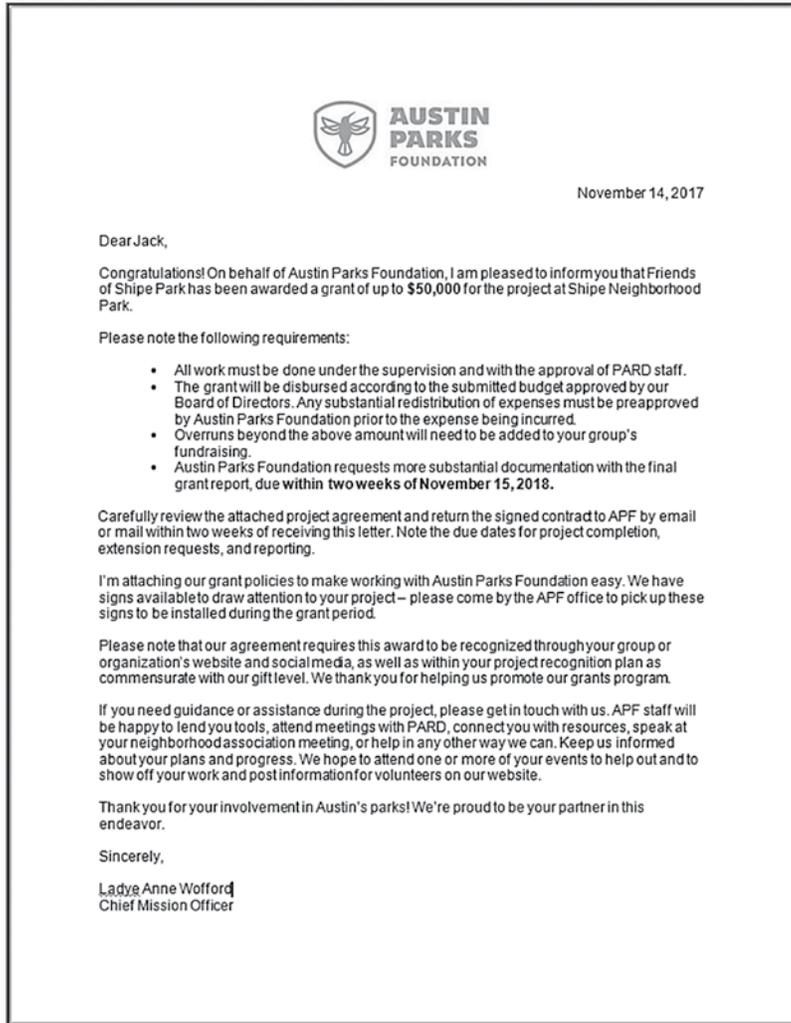 AUSTIN
PARKS
FOUNDATION
November 14, 2017
Dear Jack,
Congratulations! On behalf of Austin Parks Foundation, I am pleased to inform you that Friends
of Shipe Park has been awarded a grant of up to $50,000 for the project at Shipe Neighborhood
Park.
Please note the following requirements:
• All work must be done under the supervision and with the approval of PARD staff.
• The grant will be disbursed according to the submitted budget approved by our
Board of Directors. Any substantial redistribution of expenses must be preapproved
by Austin Parks Foundation prior to the expense being incurred.
• Overruns beyond the above amount will need to be added to your group's
fundraising.
• Austin Parks Foundation requests more substantial documentation with the final
grant report, due within two weeks of November 15, 2018.
Carefully review the attached project agreement and return the signed contract to APF by email
or mail within two weeks of receiving this letter. Note the due dates for project completion,
extension requests, and reporting.
I'm attaching our grant policies to make working with Austin Parks Foundation easy. We have
signs available to draw attention to your project – please come by the APF office to pick up these
signs to be installed during the grant period.
Please note that our agreement requires this award to be recognized through your group or
organization's website and social media, as well as within your project recognition plan as
commensurate with our gift level. We thank you for helping us promote our grants program.
If you need guidance or assistance during the project, please get in touch with us. APF staff will
be happy to lend you tools, attend meetings with PARD, connect you with resources, speak at
your neighborhood association meeting, or help in any other way we can. Keep us informed
about your plans and progress. We hope to attend one or more of your events to help out and to
show off your work and post information for volunteers on our website.
Thank you for your involvement in Austin's parks! We're proud to be your partner in this
endeavor.
Sincerely,
Ladye Anne Wofford
Chief Mission Officer